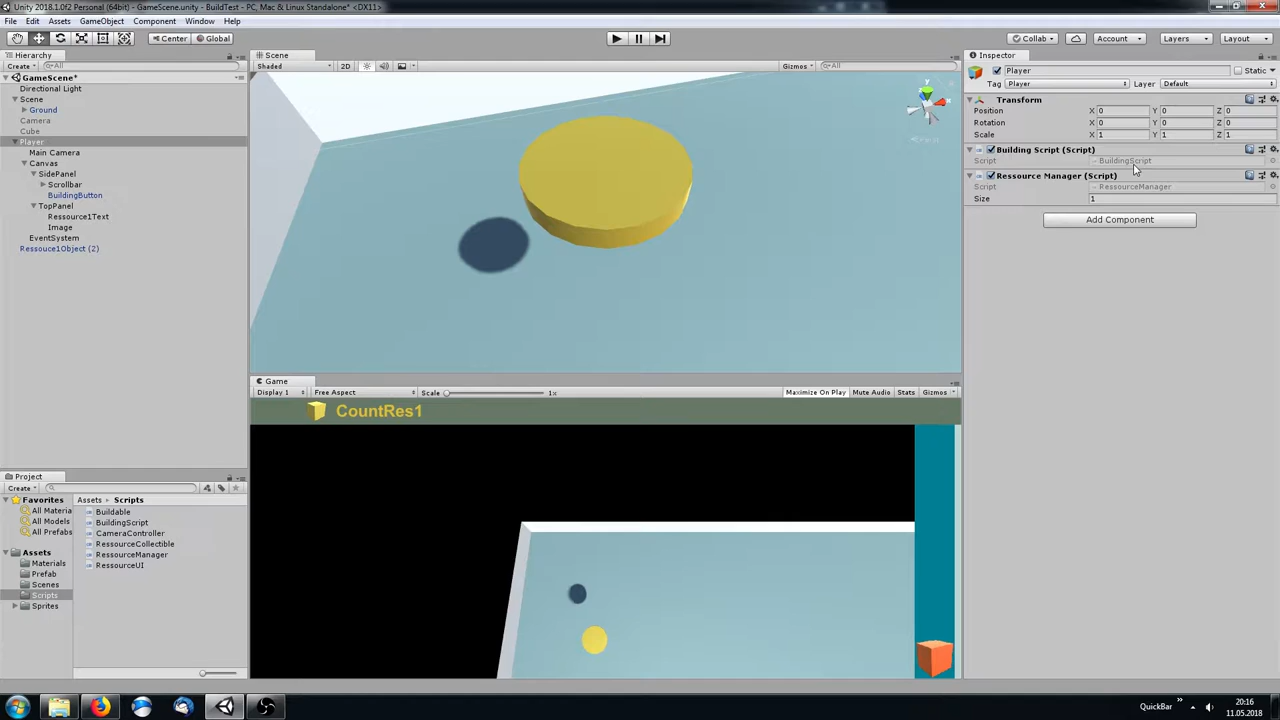 Unity 2018.1.0f2 Personal (64bit) - GameScene.unity - BuildTest - PC, Mac & Linux Standalone* <DX11>
File Edit Assets GameObject Component Window Help
Center Global Collab Account Layers Layout
Hierarchy
Create All
GameScene*
Directional Light
Scene
Ground
Camera
Cube
Player
Main Camera
Canvas
SidePanel
Scrollbar
BuildingButton
TopPanel
Ressource1Text
Image
EventSystem
Ressouce1Object (2)
Scene
Shaded 2D Gizmos All
y
x
Game
Display 1 Free Aspect Scale 1x Maximize On Play Mute Audio Stats Gizmos
CountRes1
Inspector
Player Static
Tag Player Layer Default
Transform
Position X 0 Y 0 Z 0
Rotation X 0 Y 0 Z 0
Scale X 1 Y 1 Z 1
Building Script (Script)
Script BuildingScript
Ressource Manager (Script)
Script RessourceManager
Size 1
Add Component
Project
Create
Favorites
All Materia
All Models
All Prefabs
Assets
Materials
Prefab
Scenes
Scripts
Sprites
Assets Scripts
Buildable
BuildingScript
CameraController
RessourceCollectible
RessourceManager
RessourceUI
QuickBar
20:16
11.05.2018